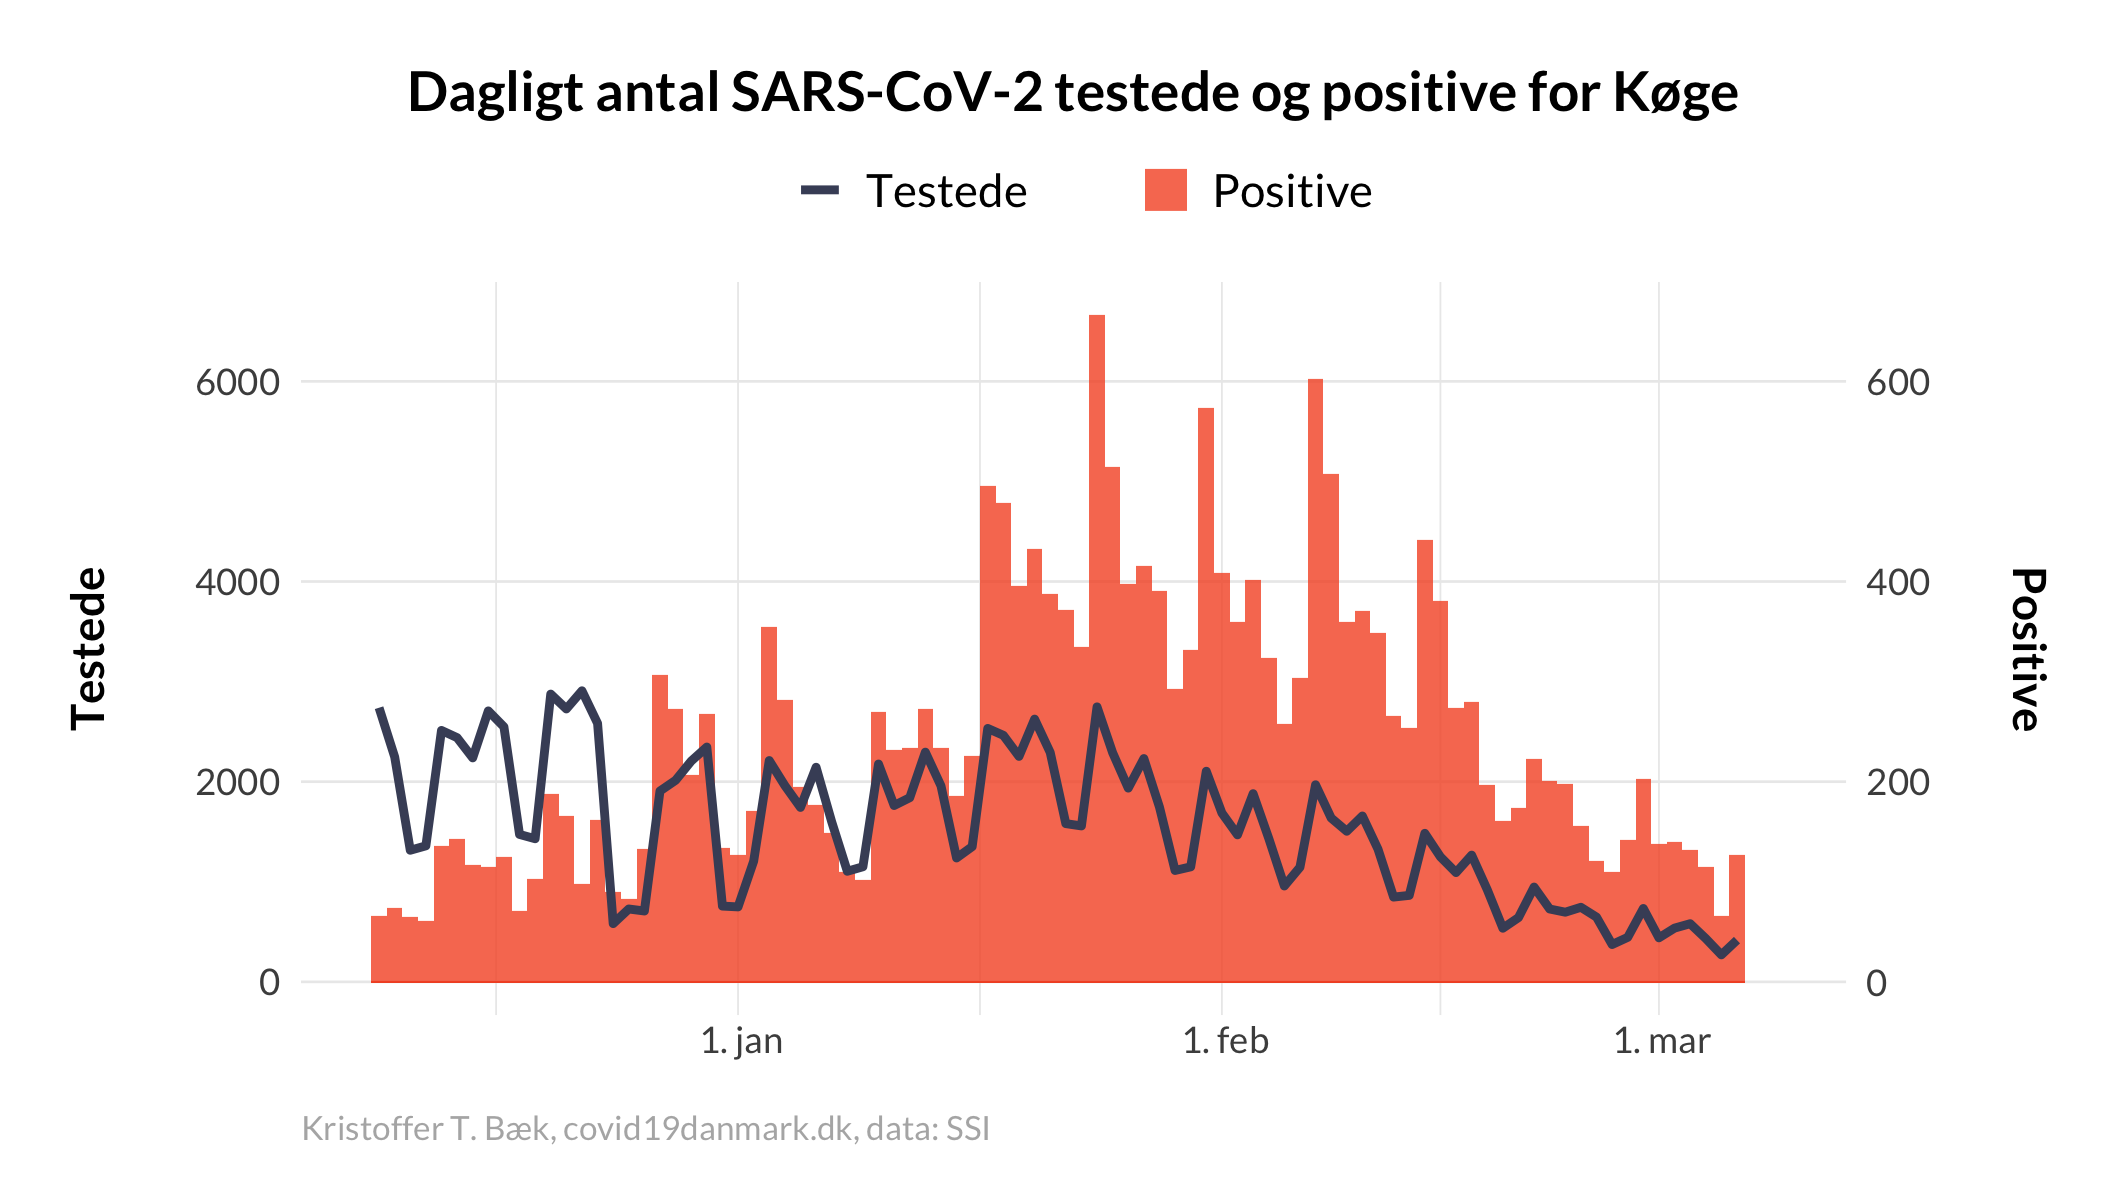 Dagligt antal SARS-CoV-2 testede og positive for Køge
Testede
Positive
6000
4000
2000
0
Testede
600
400
200
0
Positive
1. jan
1. feb
1. mar
Kristoffer T. Bæk, covid19danmark.dk, data: SSI